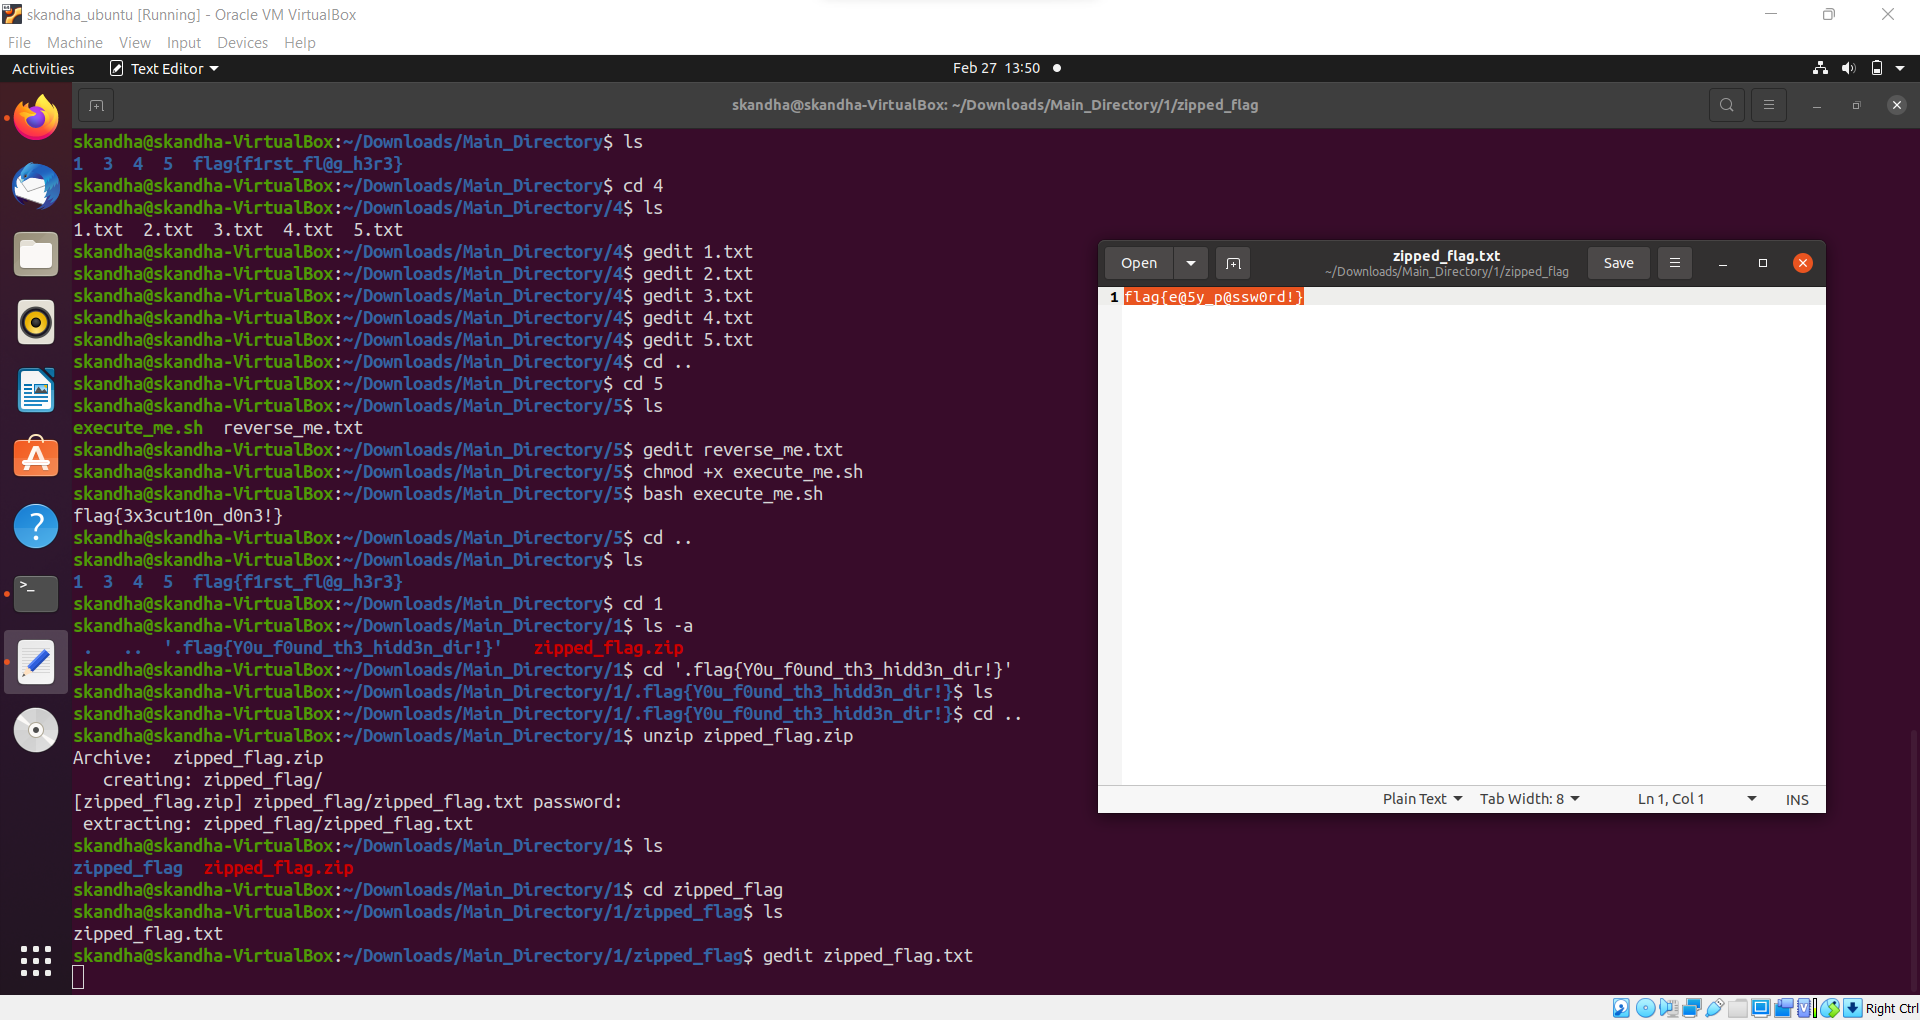 skandha_ubuntu [Running] - Oracle VM VirtualBox
File Machine View Input Devices Help
Activities Text Editor Feb 27 13:50
skandha@skandha-VirtualBox: ~/Downloads/Main_Directory/1/zipped_flag
skandha@skandha-VirtualBox:~/Downloads/Main_Directory$ ls
1 3 4 5 flag{f1rst_fl@g_h3r3}
skandha@skandha-VirtualBox:~/Downloads/Main_Directory$ cd 4
skandha@skandha-VirtualBox:~/Downloads/Main_Directory/4$ ls
1.txt 2.txt 3.txt 4.txt 5.txt
skandha@skandha-VirtualBox:~/Downloads/Main_Directory/4$ gedit 1.txt
skandha@skandha-VirtualBox:~/Downloads/Main_Directory/4$ gedit 2.txt
skandha@skandha-VirtualBox:~/Downloads/Main_Directory/4$ gedit 3.txt
skandha@skandha-VirtualBox:~/Downloads/Main_Directory/4$ gedit 4.txt
skandha@skandha-VirtualBox:~/Downloads/Main_Directory/4$ gedit 5.txt
skandha@skandha-VirtualBox:~/Downloads/Main_Directory/4$ cd ..
skandha@skandha-VirtualBox:~/Downloads/Main_Directory$ cd 5
skandha@skandha-VirtualBox:~/Downloads/Main_Directory/5$ ls
execute_me.sh reverse_me.txt
skandha@skandha-VirtualBox:~/Downloads/Main_Directory/5$ gedit reverse_me.txt
skandha@skandha-VirtualBox:~/Downloads/Main_Directory/5$ chmod +x execute_me.sh
skandha@skandha-VirtualBox:~/Downloads/Main_Directory/5$ bash execute_me.sh
flag{3x3cut10n_d0n3!}
skandha@skandha-VirtualBox:~/Downloads/Main_Directory/5$ cd ..
skandha@skandha-VirtualBox:~/Downloads/Main_Directory$ ls
1 3 4 5 flag{f1rst_fl@g_h3r3}
skandha@skandha-VirtualBox:~/Downloads/Main_Directory$ cd 1
skandha@skandha-VirtualBox:~/Downloads/Main_Directory/1$ ls -a
. .. '.flag{Y0u_f0und_th3_hidd3n_dir!}' zipped_flag.zip
skandha@skandha-VirtualBox:~/Downloads/Main_Directory/1$ cd '.flag{Y0u_f0und_th3_hidd3n_dir!}'
skandha@skandha-VirtualBox:~/Downloads/Main_Directory/1/.flag{Y0u_f0und_th3_hidd3n_dir!}$ ls
skandha@skandha-VirtualBox:~/Downloads/Main_Directory/1/.flag{Y0u_f0und_th3_hidd3n_dir!}$ cd ..
skandha@skandha-VirtualBox:~/Downloads/Main_Directory/1$ unzip zipped_flag.zip
Archive: zipped_flag.zip
creating: zipped_flag/
[zipped_flag.zip] zipped_flag/zipped_flag.txt password:
extracting: zipped_flag/zipped_flag.txt
skandha@skandha-VirtualBox:~/Downloads/Main_Directory/1$ ls
zipped_flag zipped_flag.zip
skandha@skandha-VirtualBox:~/Downloads/Main_Directory/1$ cd zipped_flag
skandha@skandha-VirtualBox:~/Downloads/Main_Directory/1/zipped_flag$ ls
zipped_flag.txt
skandha@skandha-VirtualBox:~/Downloads/Main_Directory/1/zipped_flag$ gedit zipped_flag.txt
Open zipped_flag.txt Save
~/Downloads/Main_Directory/1/zipped_flag
1 flag{e@5y_p@ssw0rd!}
Plain Text Tab Width: 8 Ln 1, Col 1 INS
Right Ctrl